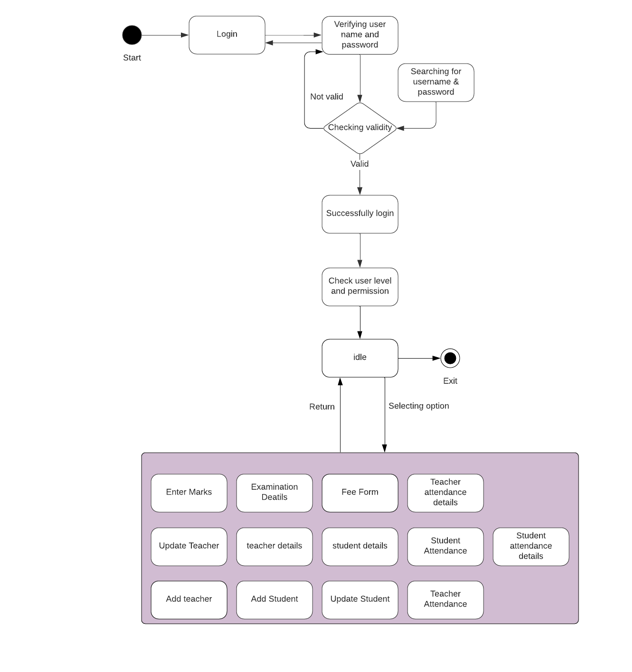 Login
Verifying user
name and
password
Start
Searching for
username &
password
Not valid
Checking validity
Valid
Successfully login
Check user level
and permission
idle
Exit
Return
Selecting option
Enter Marks
Examination
Deatils
Fee Form
Teacher
attendance
details
Update Teacher
teacher details
student details
Student
Attendance
Student
attendance
details
Add teacher
Add Student
Update Student
Teacher
Attendance